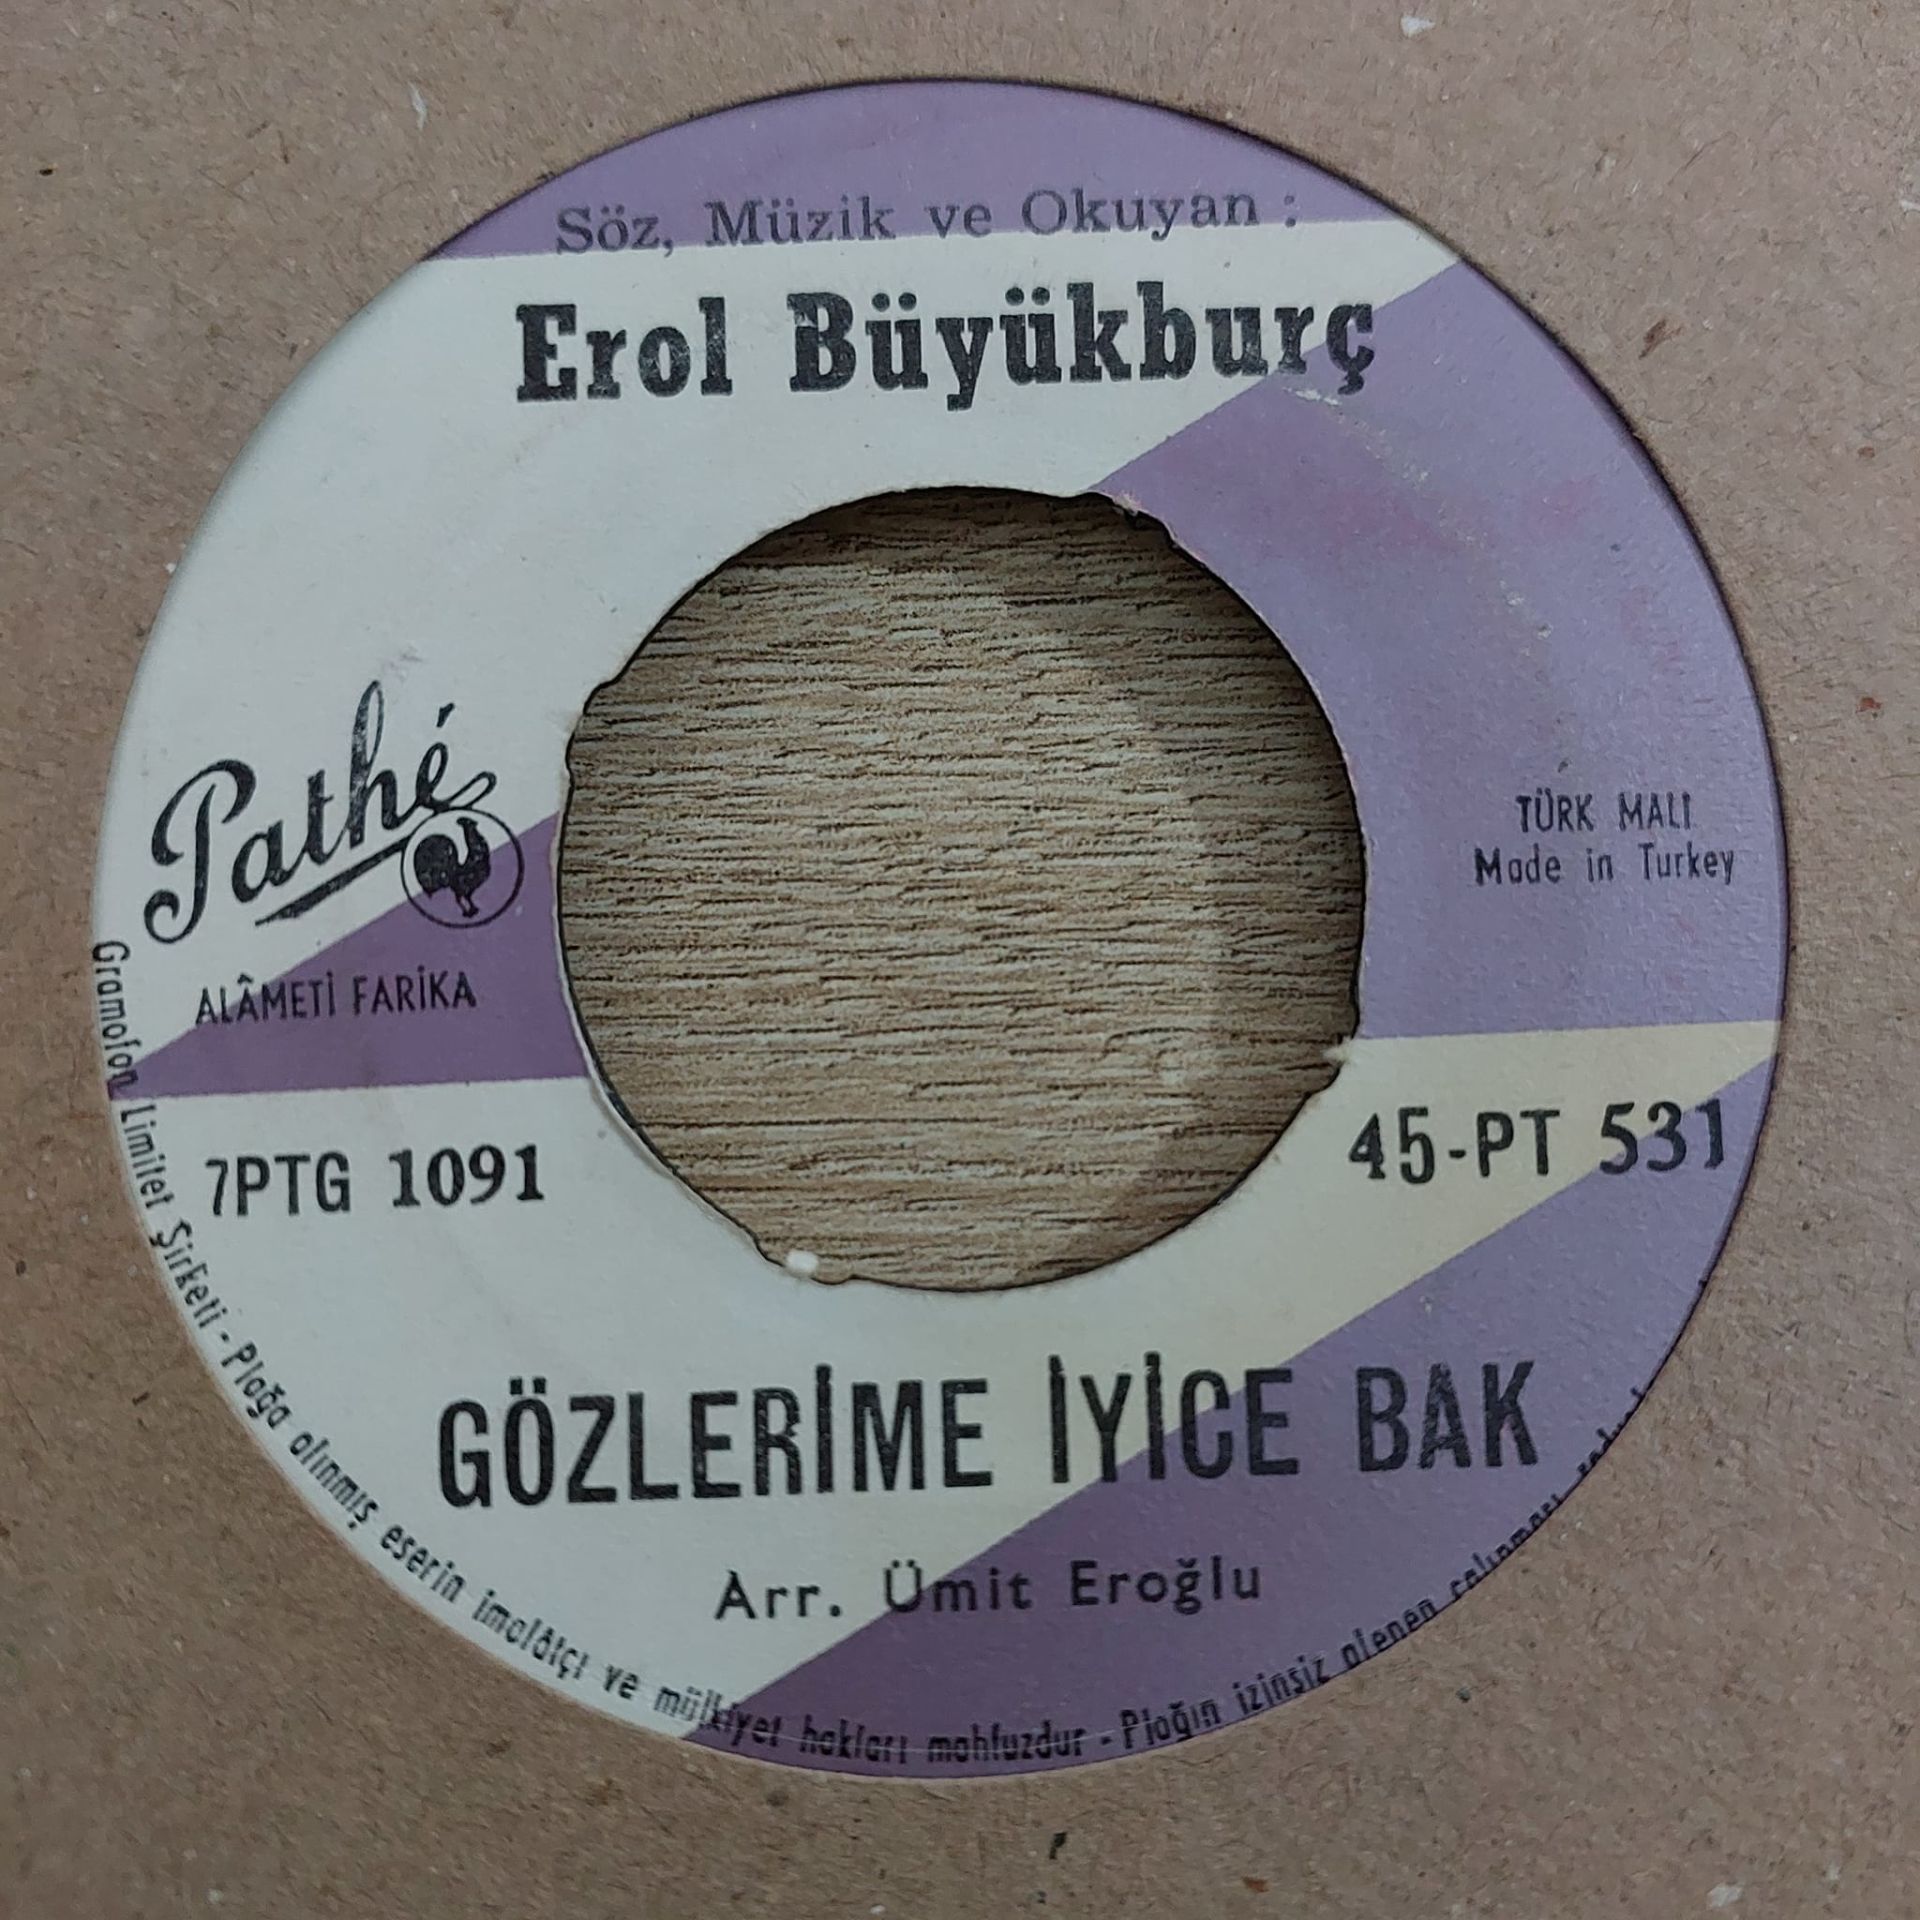 Söz, Müzik ve Okuyan :
Erol Büyükburç
Pathé
ALÂMETİ FARİKA
TÜRK MALI
Made in Turkey
7PTG 1091
45-PT 531
GÖZLERİME İYİCE BAK
Arr. Ümit Eroğlu
Gramofon Limitet Şirketi - Plağa alınmış eserin imalâtçı ve mülkiyet hakları mahfuzdur - Plağın izinsiz alenen çalınması